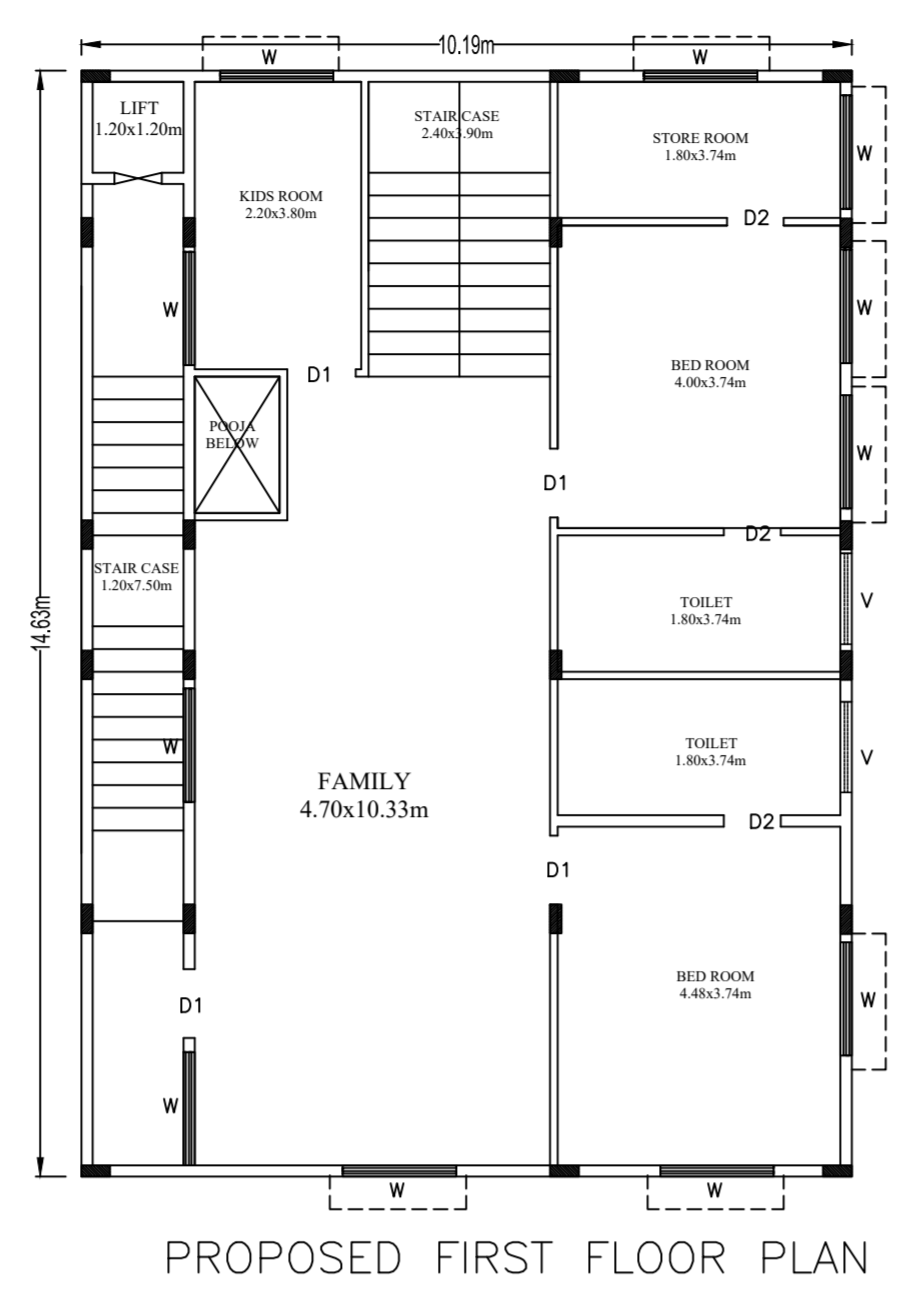 10.19m
W
W
LIFT
1.20x1.20m
STAIR CASE
2.40x3.90m
STORE ROOM
1.80x3.74m
W
KIDS ROOM
2.20x3.80m
D2
W
W
BED ROOM
4.00x3.74m
D1
POOJA
BELOW
W
D1
D2
STAIR CASE
1.20x7.50m
14.63m
TOILET
1.80x3.74m
V
TOILET
1.80x3.74m
V
W
FAMILY
4.70x10.33m
D2
D1
BED ROOM
4.48x3.74m
W
D1
W
W
W
PROPOSED FIRST FLOOR PLAN